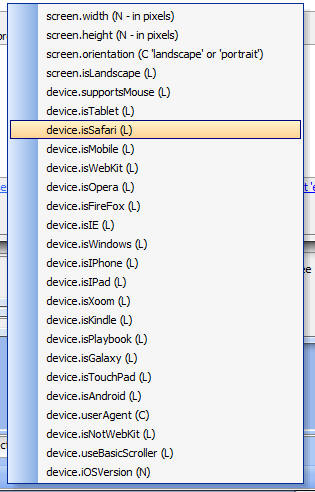 screen.width (N - in pixels)
screen.height (N - in pixels)
screen.orientation (C 'landscape' or 'portrait')
screen.isLandscape (L)
device.supportsMouse (L)
device.isTablet (L)
device.isSafari (L)
device.isMobile (L)
device.isWebKit (L)
device.isOpera (L)
device.isFireFox (L)
device.isIE (L)
device.isWindows (L)
device.isIPhone (L)
device.isIPad (L)
device.isXoom (L)
device.isKindle (L)
device.isPlaybook (L)
device.isGalaxy (L)
device.isTouchPad (L)
device.isAndroid (L)
device.userAgent (C)
device.isNotWebKit (L)
device.useBasicScroller (L)
device.iOSVersion (N)